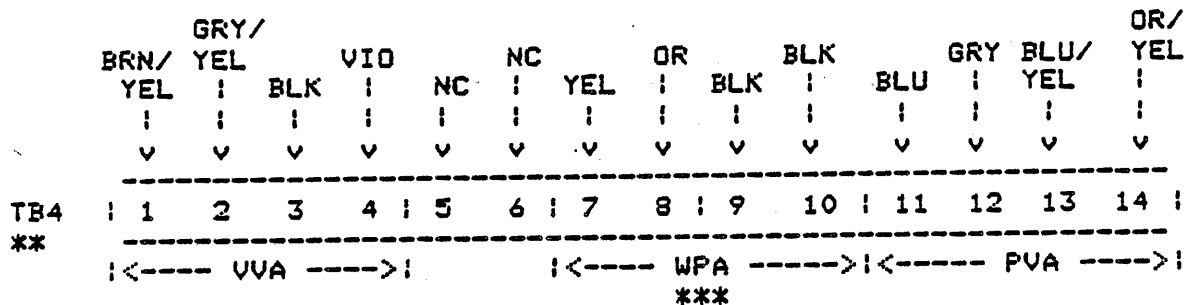 GRY/ OR/
BRN/ YEL VIO NC OR BLK GRY BLU/ YEL
YEL ¦ BLK ¦ NC ¦ YEL ¦ BLK ¦ BLU ¦ YEL ¦
¦ ¦ ¦ ¦ ¦ ¦ ¦ ¦ ¦ ¦ ¦ ¦ ¦ ¦
v v v v v v v v v v v v v v
------------------------------------------------------------------------
TB4 ¦ 1 2 3 4 ¦ 5 6 ¦ 7 8 ¦ 9 10 ¦ 11 12 13 14 ¦
** ------------------------------------------------------------------------
¦<---- VVA ---->¦ ¦<---- WPA ----->¦<----- PVA ---->¦
***